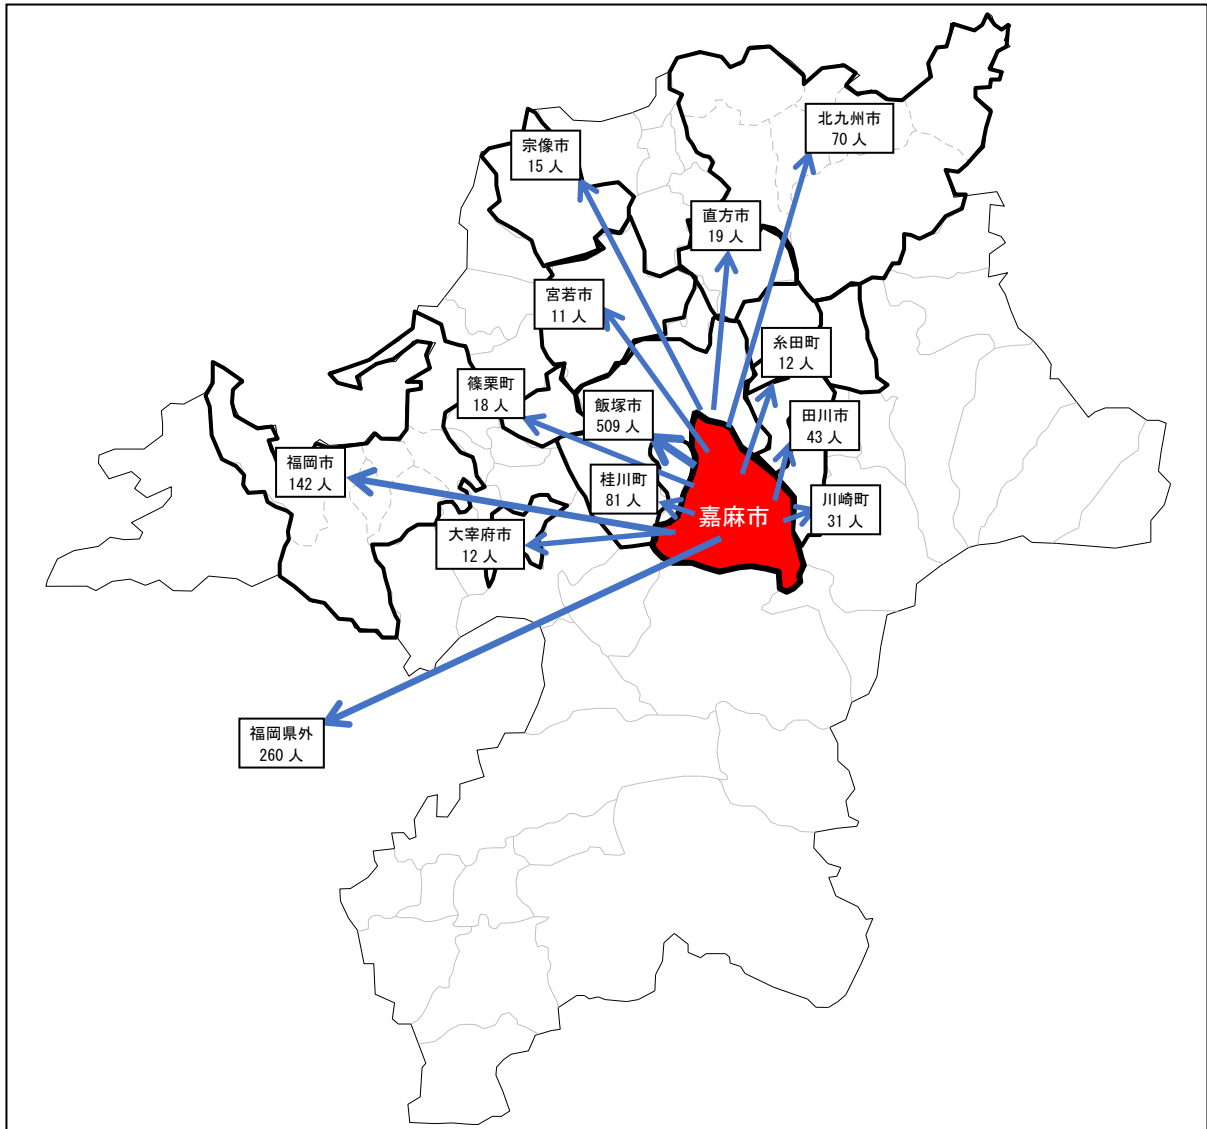 北九州市
70 人
宗像市
15 人
直方市
19 人
宮若市
11 人
糸田町
12 人
篠栗町
18 人
飯塚市
509 人
田川市
43 人
福岡市
142 人
桂川町
81 人
嘉麻市
川崎町
31 人
大宰府市
12 人
福岡県外
260 人